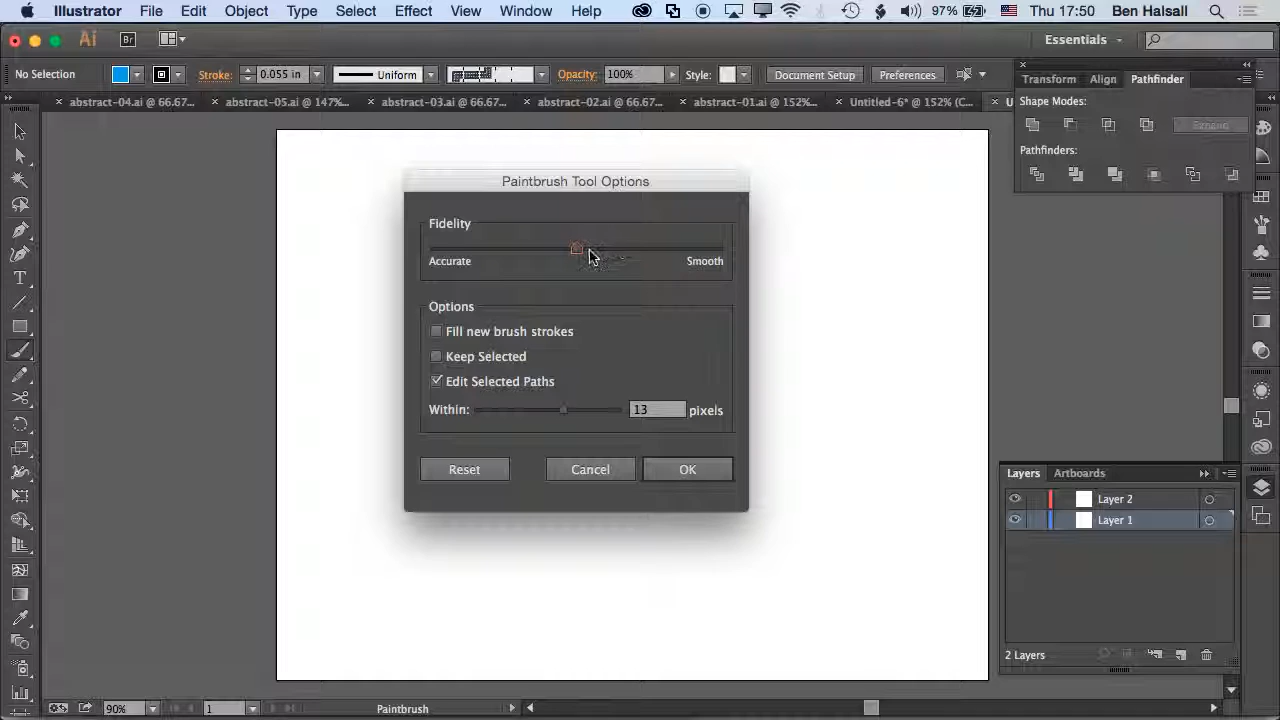 Illustrator File Edit Object Type Select Effect View Window Help 97% Thu 17:50 Ben Halsall
Ai Br Essentials
No Selection Stroke: 0.055 in Uniform Opacity: 100% Style: Document Setup Preferences
Transform Align Pathfinder
abstract-04.ai @ 66.67... abstract-05.ai @ 147%... abstract-03.ai @ 66.67... abstract-02.ai @ 66.67... abstract-01.ai @ 152%... Untitled-6* @ 152% (C...
Shape Modes:
Expand
Pathfinders:
Paintbrush Tool Options
Fidelity
Accurate Smooth
Options
Fill new brush strokes
Keep Selected
Edit Selected Paths
Within: 13 pixels
Reset Cancel OK
Layers Artboards
Layer 2
Layer 1
2 Layers
90% 1 Paintbrush